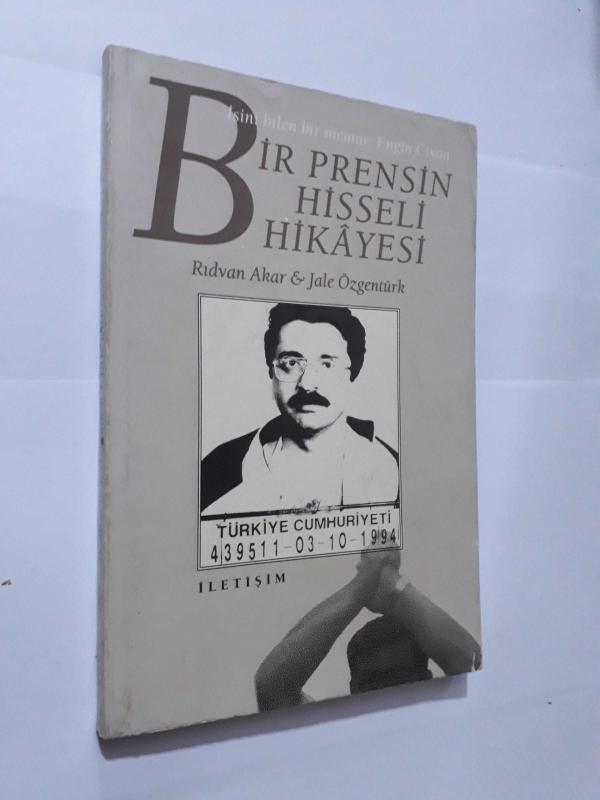 İşini bilen bir memur: Engin Civan
BİR PRENSİN
HİSSELİ
HİKÂYESİ
Rıdvan Akar & Jale Özgentürk
TÜRKİYE CUMHURİYETİ
439511-03-10-1994
İLETİŞİM